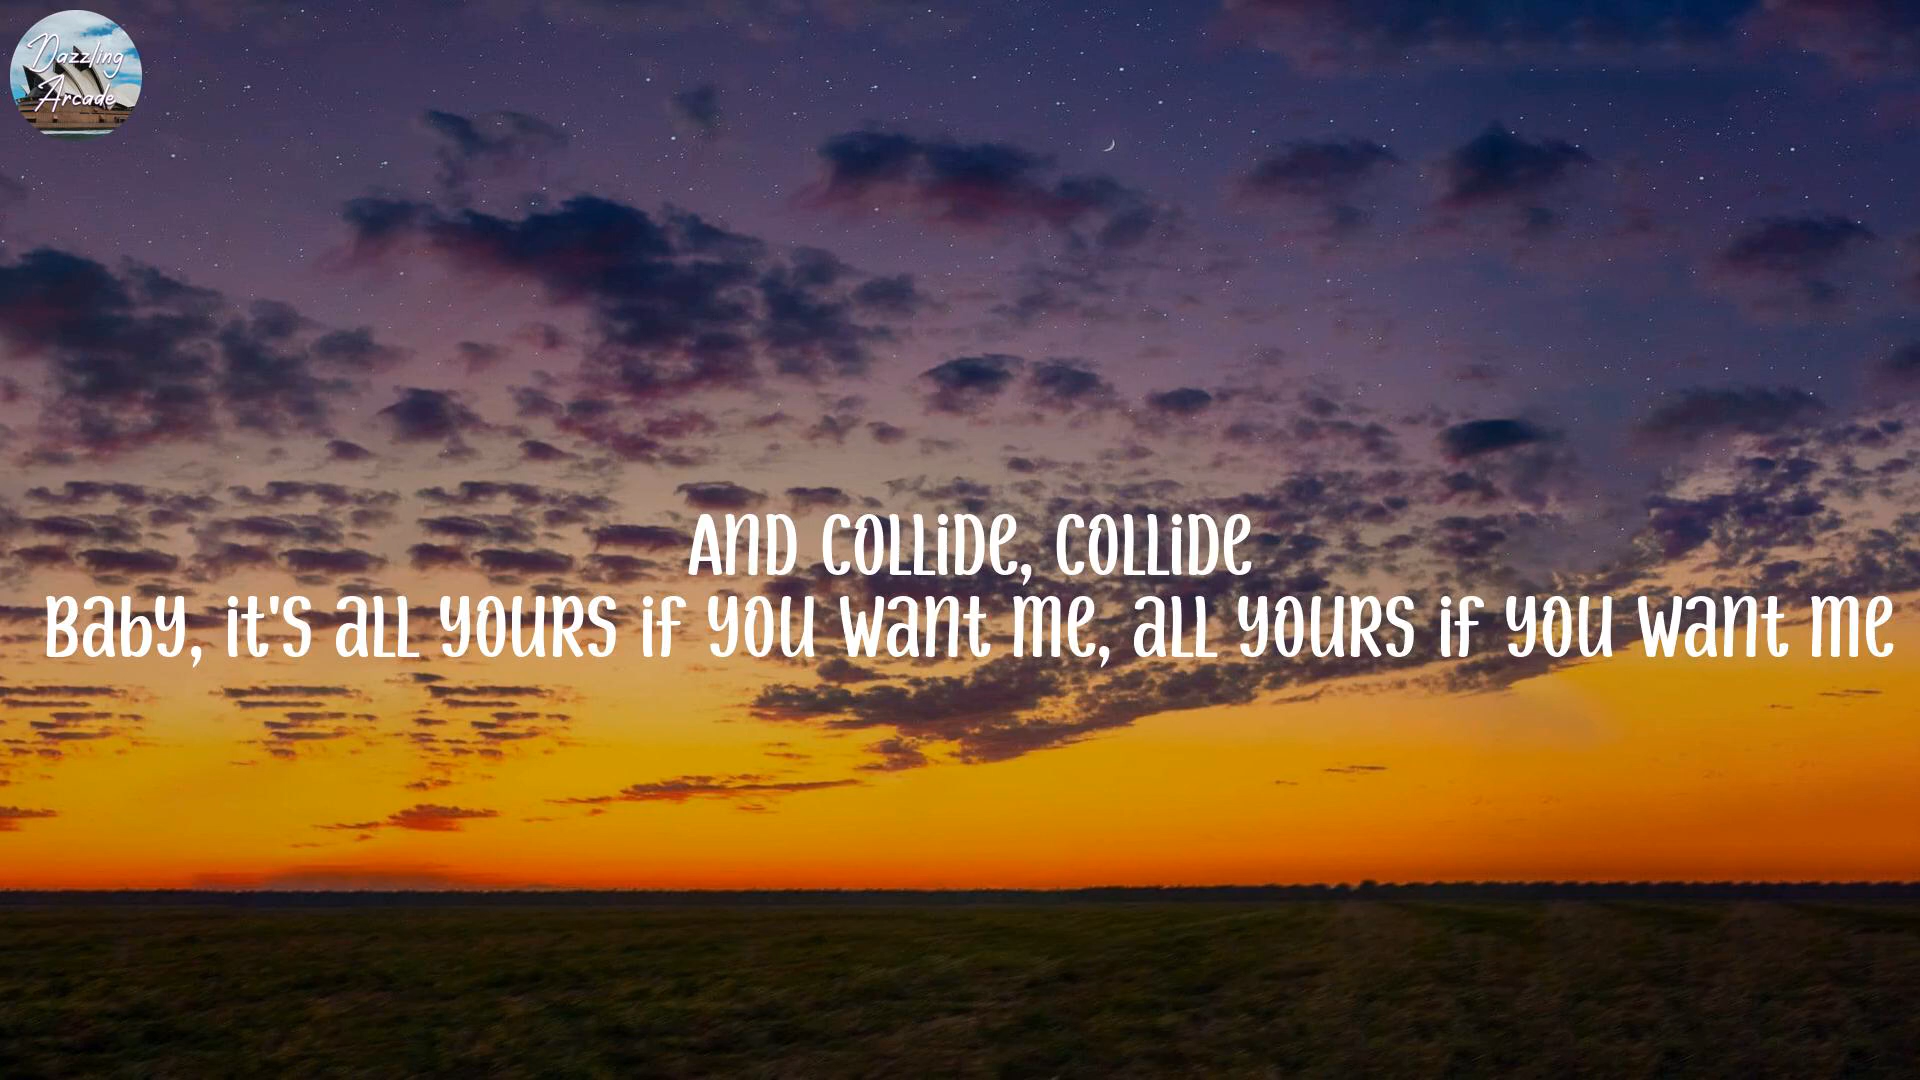 Dazzling
Arcade
And collide, collide
Baby, it's all yours if you want me, all yours if you want me